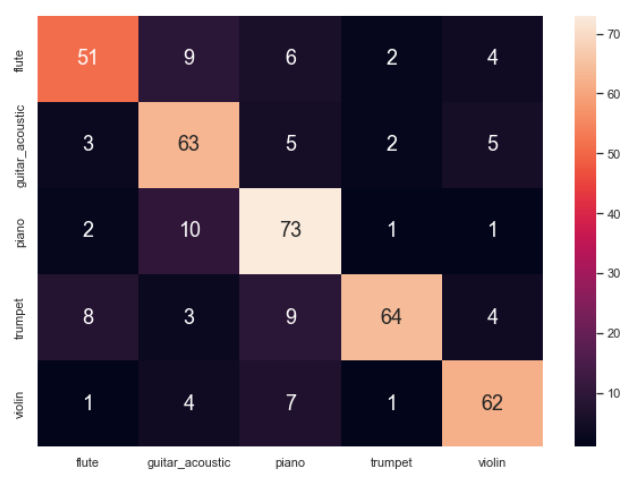 flute 51 9 6 2 4
guitar_acoustic 3 63 5 2 5
piano 2 10 73 1 1
trumpet 8 3 9 64 4
violin 1 4 7 1 62
flute guitar_acoustic piano trumpet violin
70
60
50
40
30
20
10